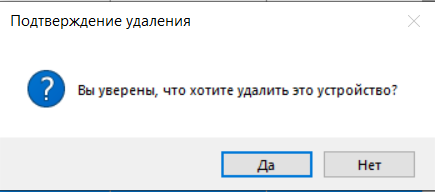 Подтверждение удаления
Вы уверены, что хотите удалить это устройство?
Да
Нет